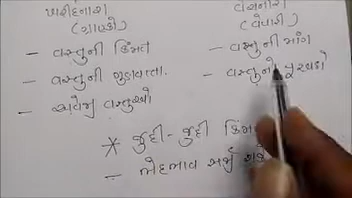 ખરીદનારા
વેચનારા
(ગ્રાહકો)
(વેપારી)
- વસ્તુની કિંમત
- વસ્તુની માંગ
- વસ્તુની ગુણવત્તા.
- વસ્તુનો પુરવઠો
- અવેજી વસ્તુઓ
* જુદી-જુદી કિંમત
- ભેદભાવ